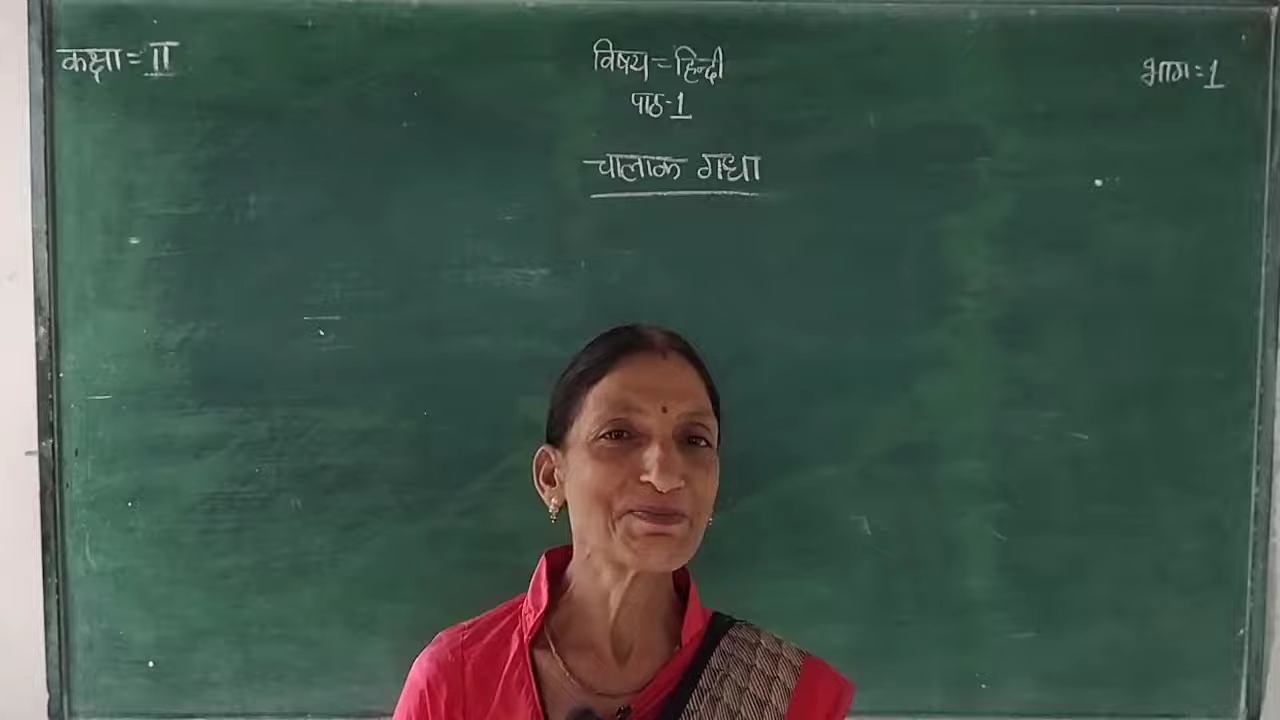 कक्षा = II
विषय = हिन्दी
भाग = 1
पाठ-1
चालाक गधा